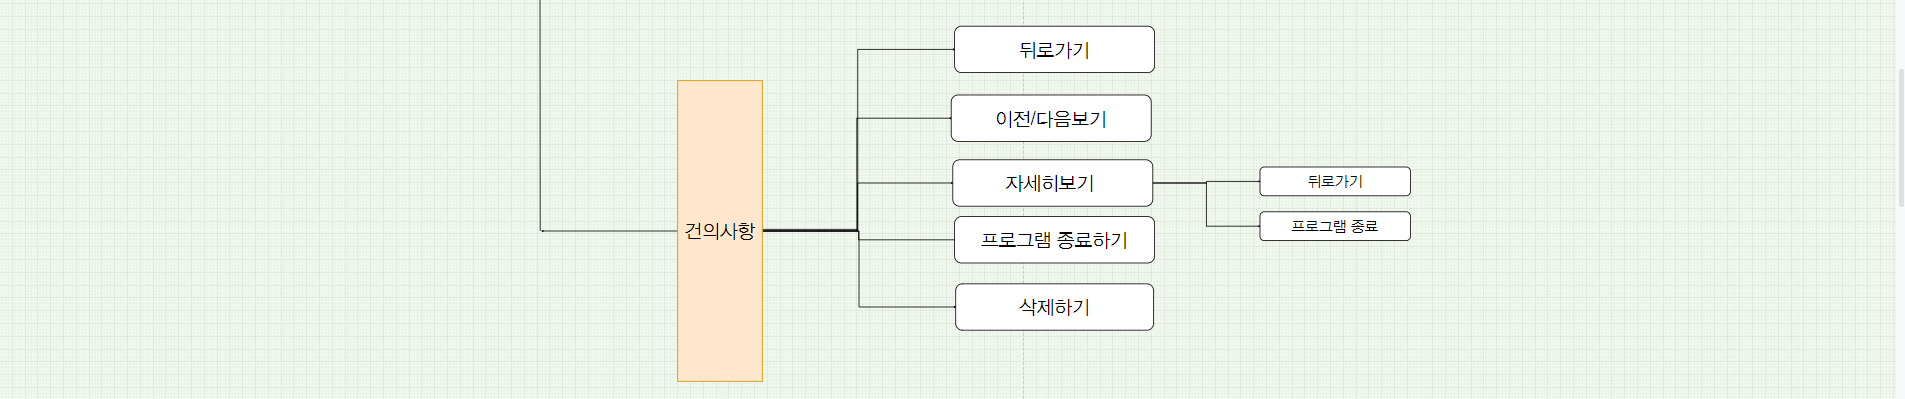 건의사항
뒤로가기
이전/다음보기
자세히보기
프로그램 종료하기
삭제하기
뒤로가기
프로그램 종료